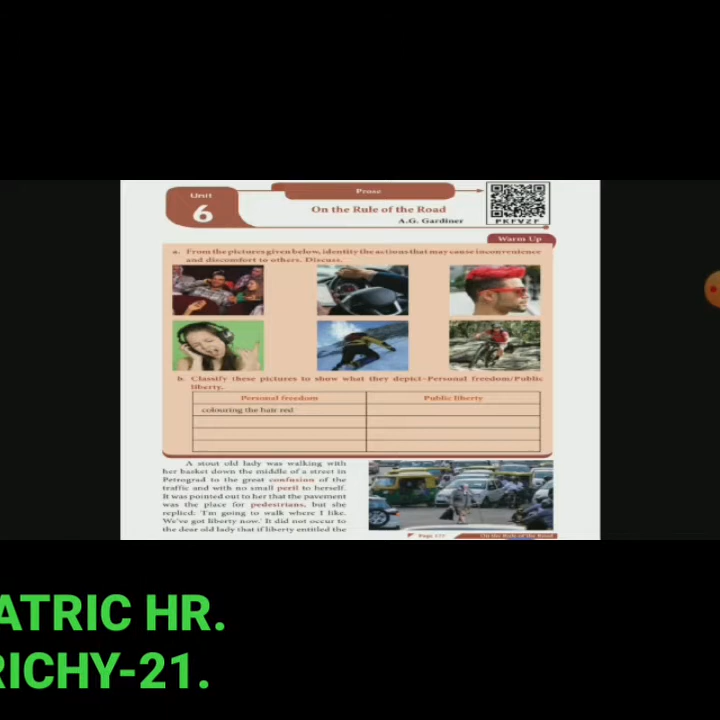 Unit
6
Prose
On the Rule of the Road
A.G. Gardiner
PKFV2F
Warm Up
a. From the pictures given below, identify the actions that may cause inconvenience
and discomfort to others. Discuss.
b. Classify these pictures to show what they depict-Personal freedom/Public
liberty.
Personal freedom
Public liberty
colouring the hair red
A stout old lady was walking with
her basket down the middle of a street in
Petrograd to the great confusion of the
traffic and with no small peril to herself.
It was pointed out to her that the pavement
was the place for pedestrians, but she
replied: 'I'm going to walk where I like.
We've got liberty now.' It did not occur to
the dear old lady that if liberty entitled the
On the Rule of the Road
ATRIC HR.
RICHY-21.